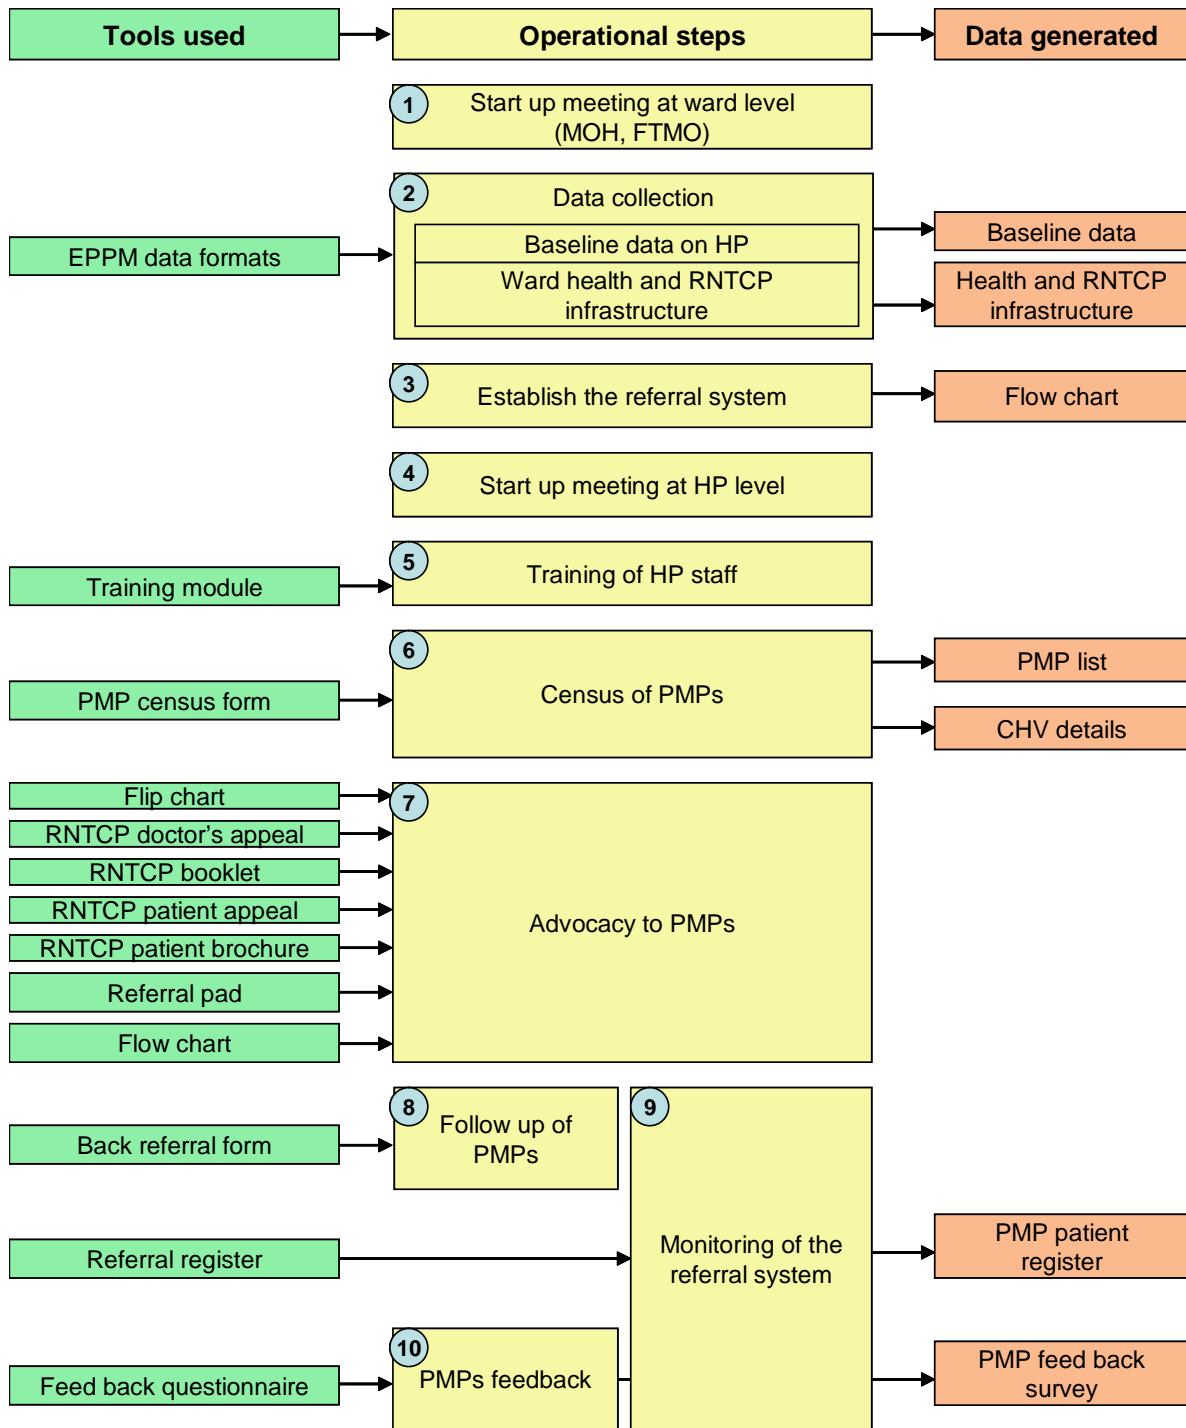 Tools used
Operational steps
Data generated
1
Start up meeting at ward level
(MOH, FTMO)
2
Data collection
EPPM data formats
Baseline data on HP
Ward health and RNTCP
infrastructure
Baseline data
Health and RNTCP
infrastructure
3
Establish the referral system
Flow chart
4
Start up meeting at HP level
5
Training module
Training of HP staff
6
PMP census form
Census of PMPs
PMP list
CHV details
Flip chart
RNTCP doctor's appeal
RNTCP booklet
RNTCP patient appeal
RNTCP patient brochure
Referral pad
Flow chart
7
Advocacy to PMPs
8
Back referral form
Follow up of
PMPs
9
Referral register
Monitoring of the
referral system
PMP patient
register
10
Feed back questionnaire
PMPs feedback
PMP feed back
survey